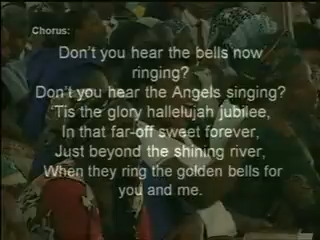 Chorus:
Don't you hear the bells now
ringing?
Don't you hear the Angels singing?
'Tis the glory hallelujah jubilee,
In that far-off sweet forever,
Just beyond the shining river,
When they ring the golden bells for
you and me.